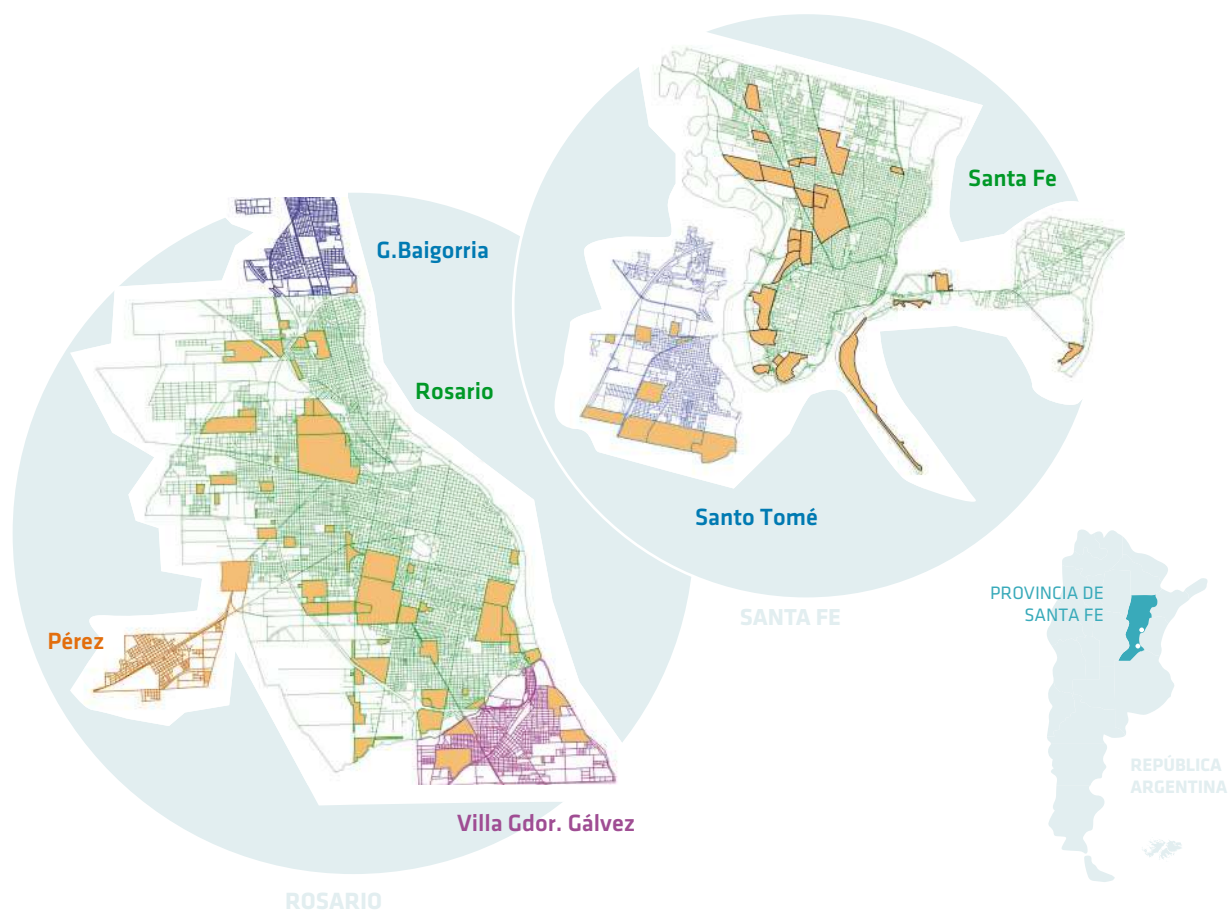 Santa Fe
G.Baigorria
Rosario
Santo Tomé
SANTA FE
PROVINCIA DE
SANTA FE
Pérez
REPÚBLICA
ARGENTINA
Villa Gdor. Gálvez
ROSARIO